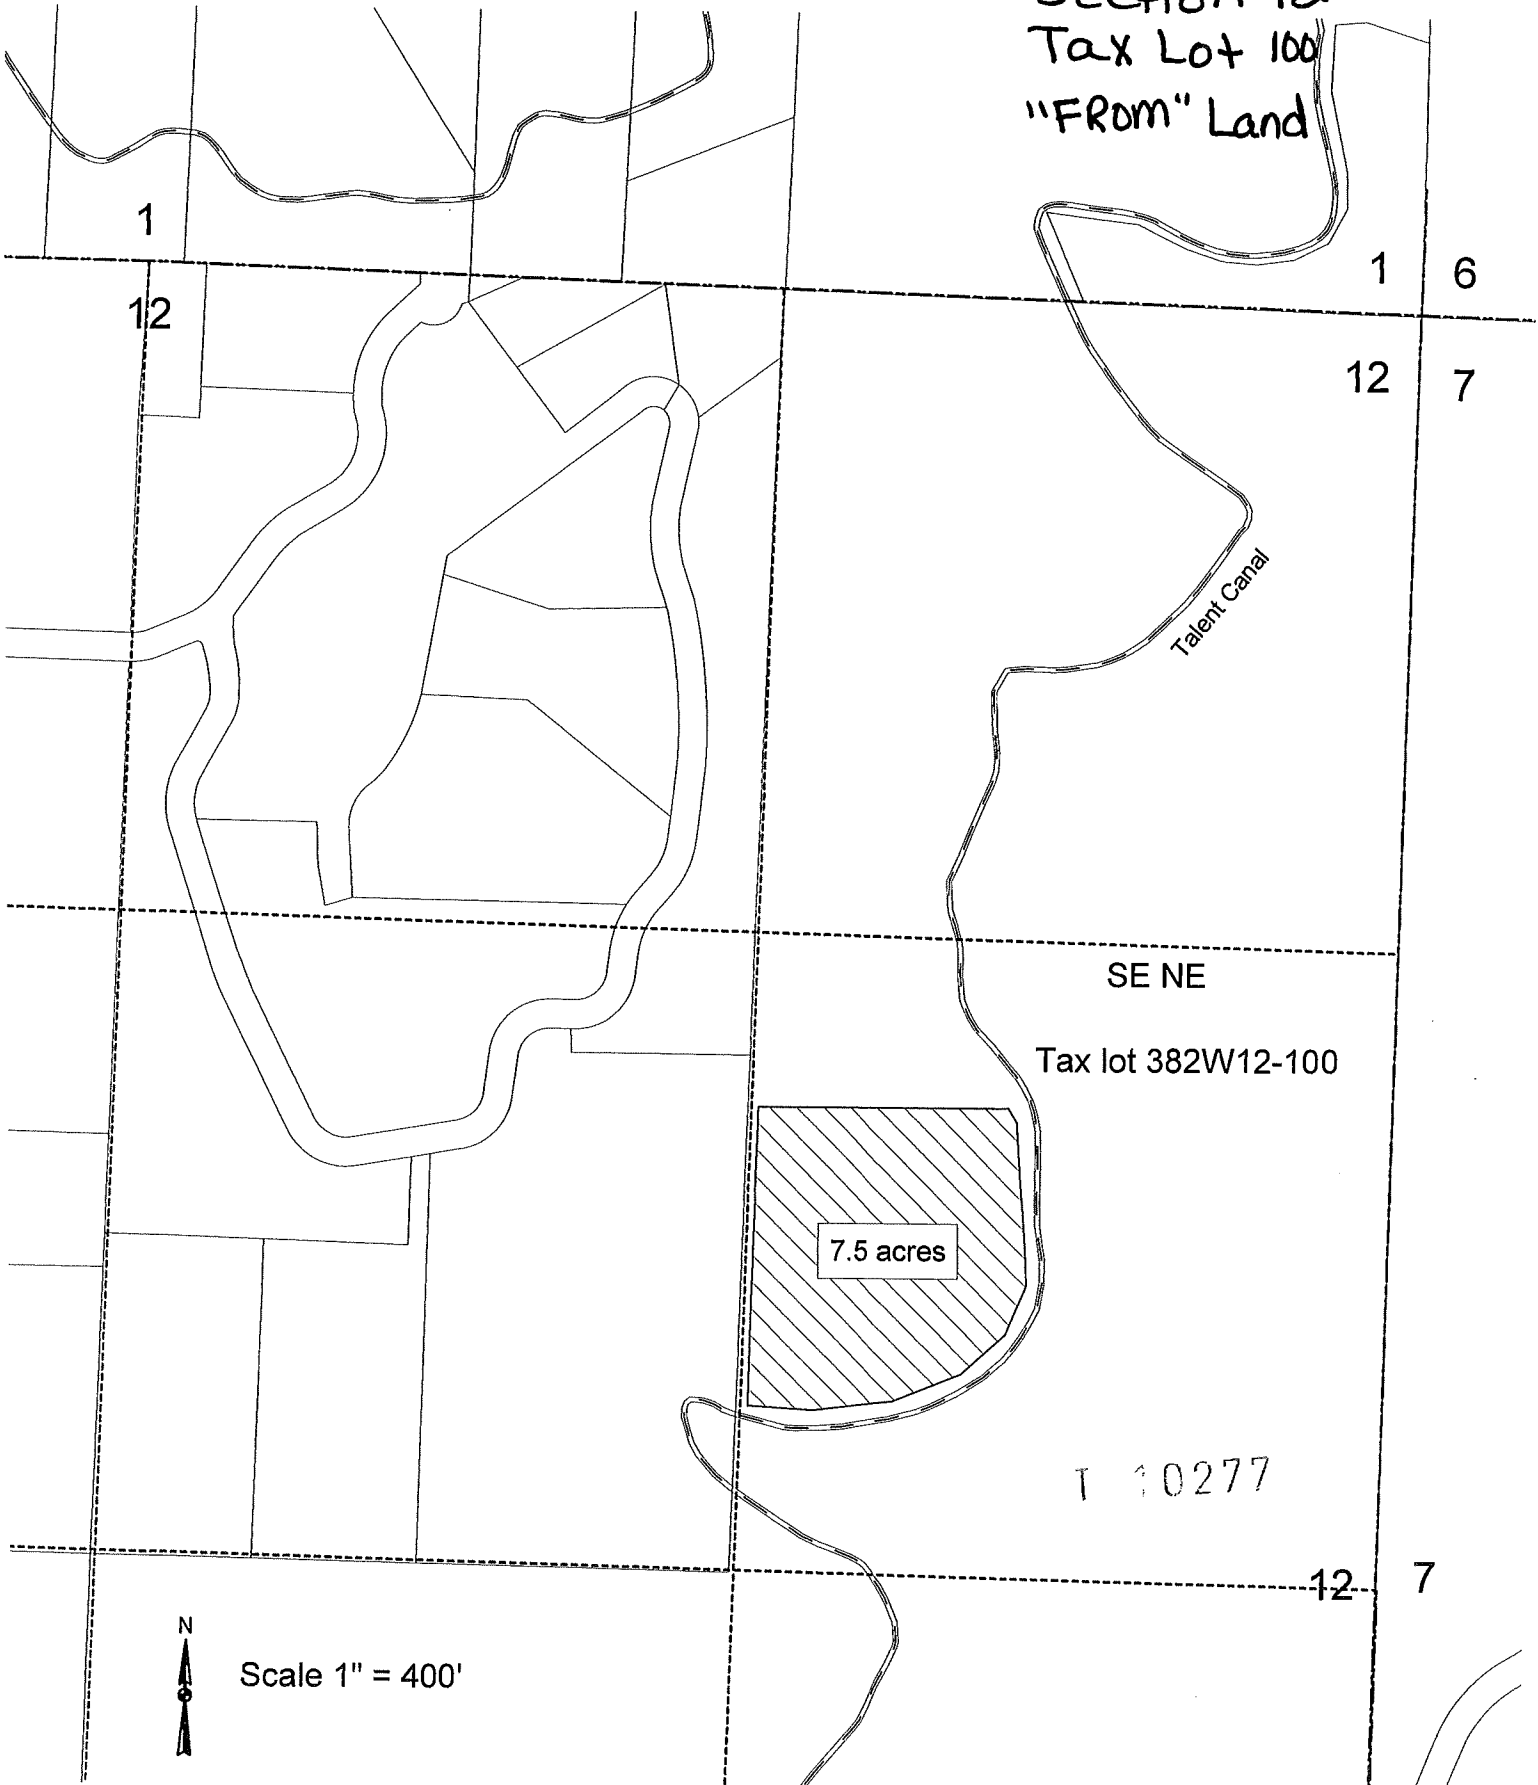 Tax Lot 100
"FROM" Land
1
1 6
12
12 7
Talent Canal
SE NE
Tax lot 382W12-100
7.5 acres
T 10277
12 7
N
Scale 1" = 400'